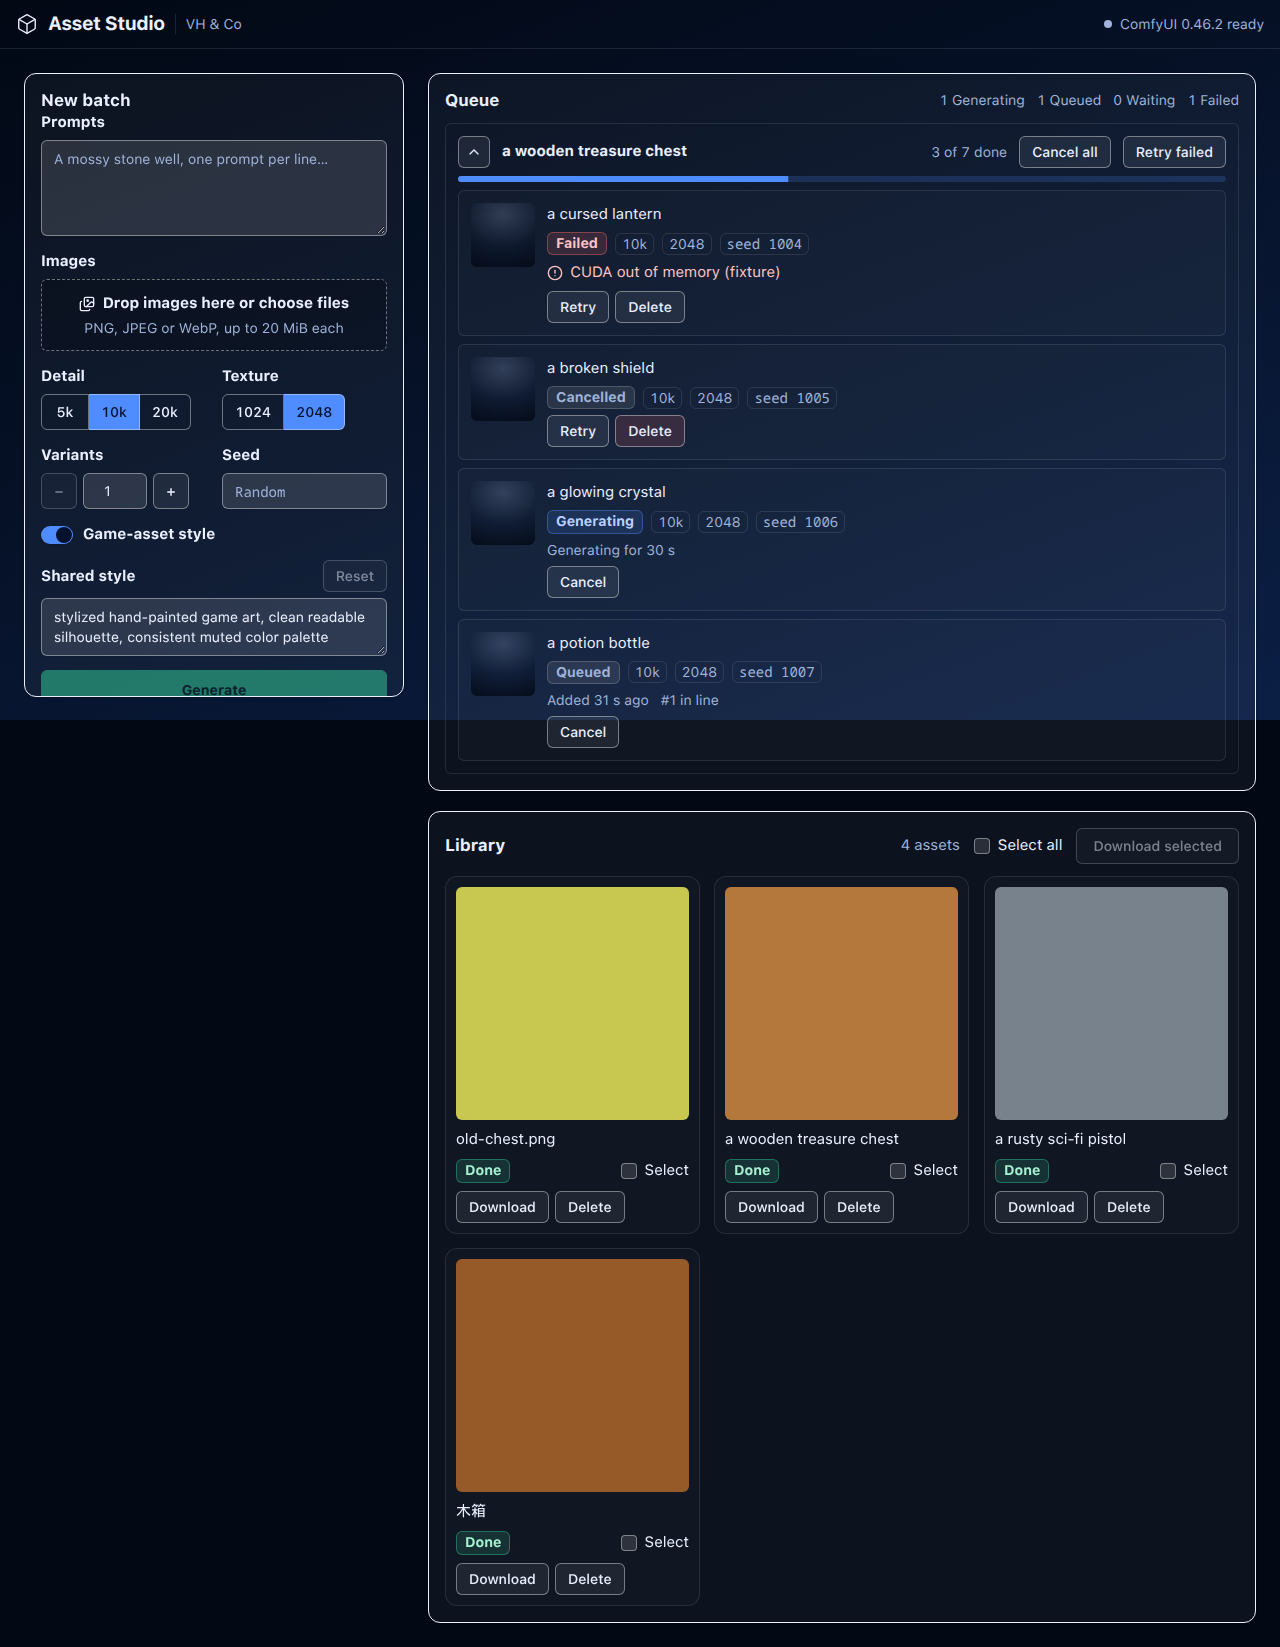 Asset Studio
VH & Co
ComfyUI 0.46.2 ready
New batch
Prompts
A mossy stone well, one prompt per line…
Images
Drop images here or choose files
PNG, JPEG or WebP, up to 20 MiB each
Detail
Texture
5k 10k 20k
1024 2048
Variants
Seed
− 1 +
Random
Game-asset style
Shared style
Reset
stylized hand-painted game art, clean readable
silhouette, consistent muted color palette
Generate
Queue
1 Generating 1 Queued 0 Waiting 1 Failed
a wooden treasure chest
3 of 7 done
Cancel all
Retry failed
a cursed lantern
Failed 10k 2048 seed 1004
CUDA out of memory (fixture)
Retry Delete
a broken shield
Cancelled 10k 2048 seed 1005
Retry Delete
a glowing crystal
Generating 10k 2048 seed 1006
Generating for 30 s
Cancel
a potion bottle
Queued 10k 2048 seed 1007
Added 31 s ago #1 in line
Cancel
Library
4 assets
Select all
Download selected
old-chest.png
Done Select
Download Delete
a wooden treasure chest
Done Select
Download Delete
a rusty sci-fi pistol
Done Select
Download Delete
木箱
Done Select
Download Delete